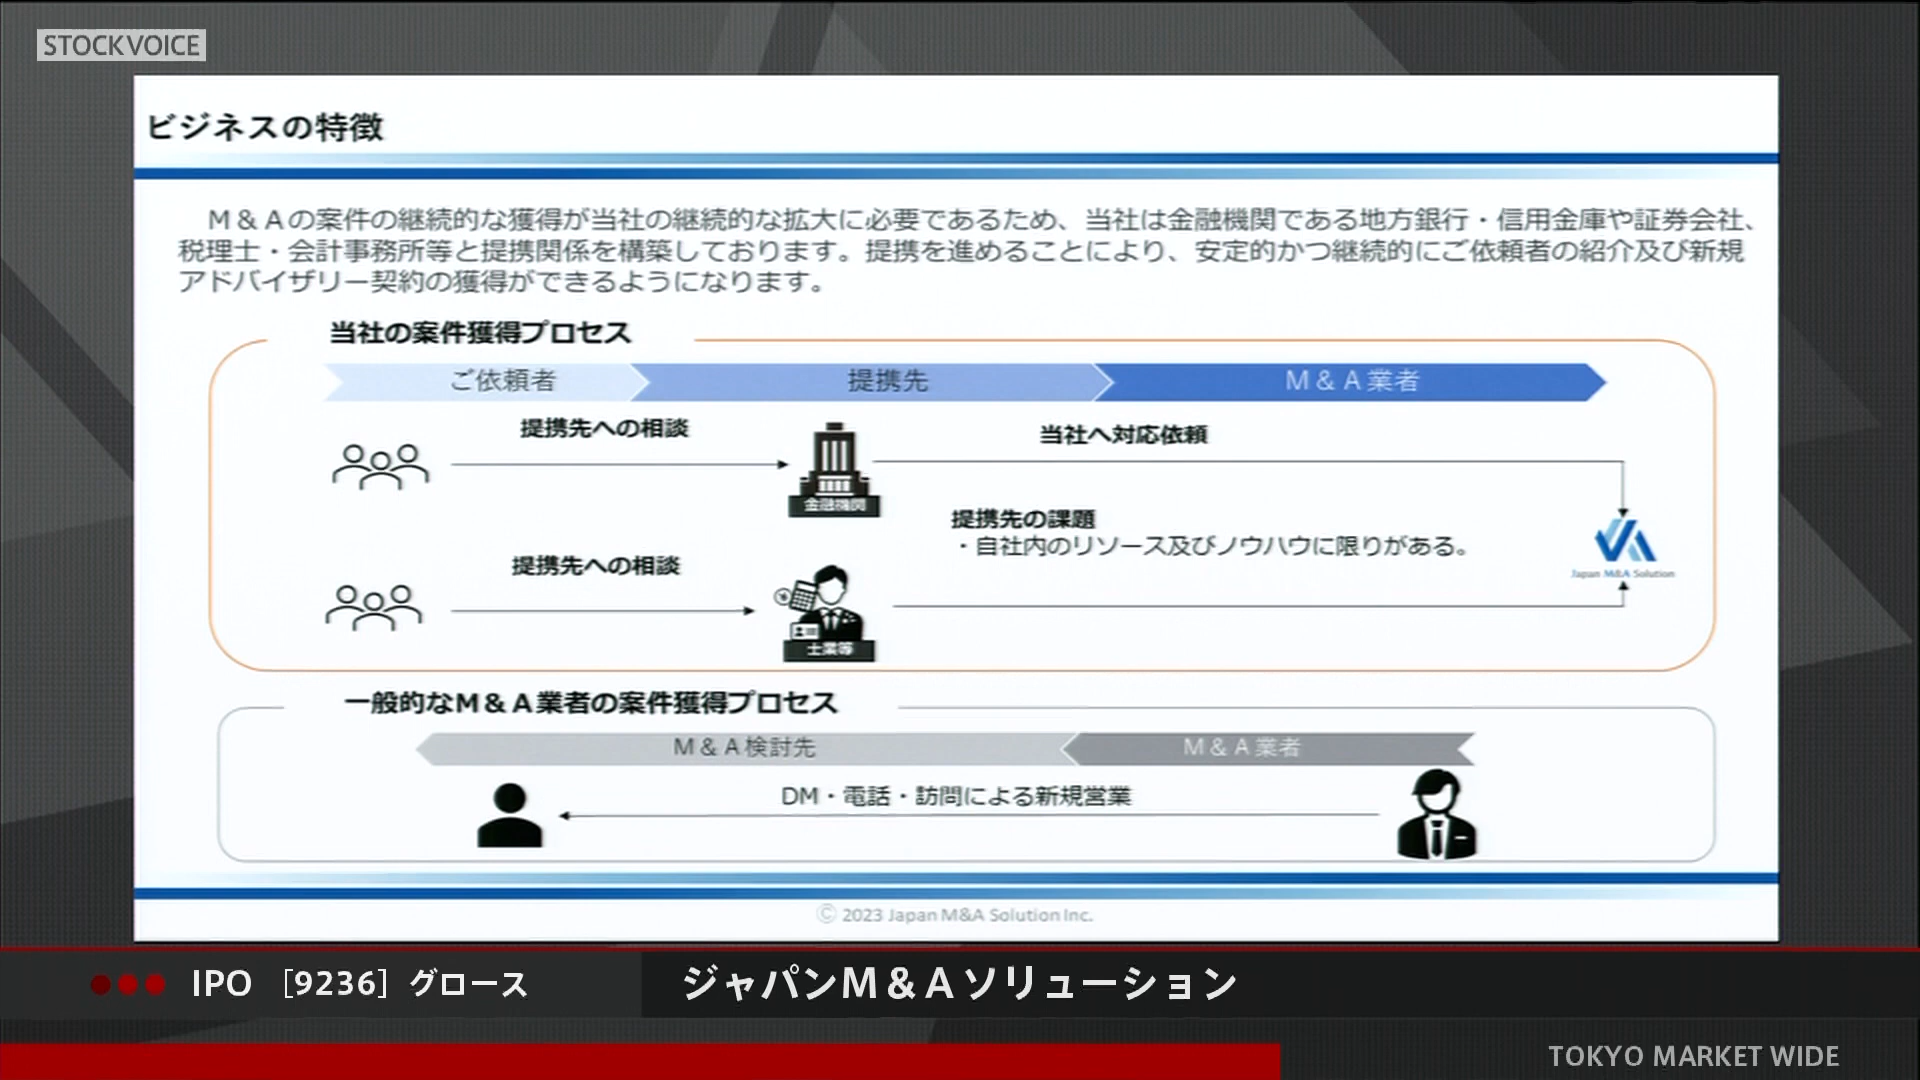 STOCKVOICE
ビジネスの特徴
M＆Aの案件の継続的な獲得が当社の継続的な拡大に必要であるため、当社は金融機関である地方銀行・信用金庫や証券会社、
税理士・会計事務所等と提携関係を構築しております。提携を進めることにより、安定的かつ継続的にご依頼者の紹介及び新規
アドバイザリー契約の獲得ができるようになります。
当社の案件獲得プロセス
ご依頼者
提携先
M＆A業者
提携先への相談
当社へ対応依頼
金融機関
提携先の課題
・自社内のリソース及びノウハウに限りがある。
Japan M&A Solution
提携先への相談
士業等
一般的なM＆A業者の案件獲得プロセス
M＆A検討先
M＆A業者
DM・電話・訪問による新規営業
© 2023 Japan M&A Solution Inc.
IPO ［9236］グロース
ジャパンM＆Aソリューション
TOKYO MARKET WIDE